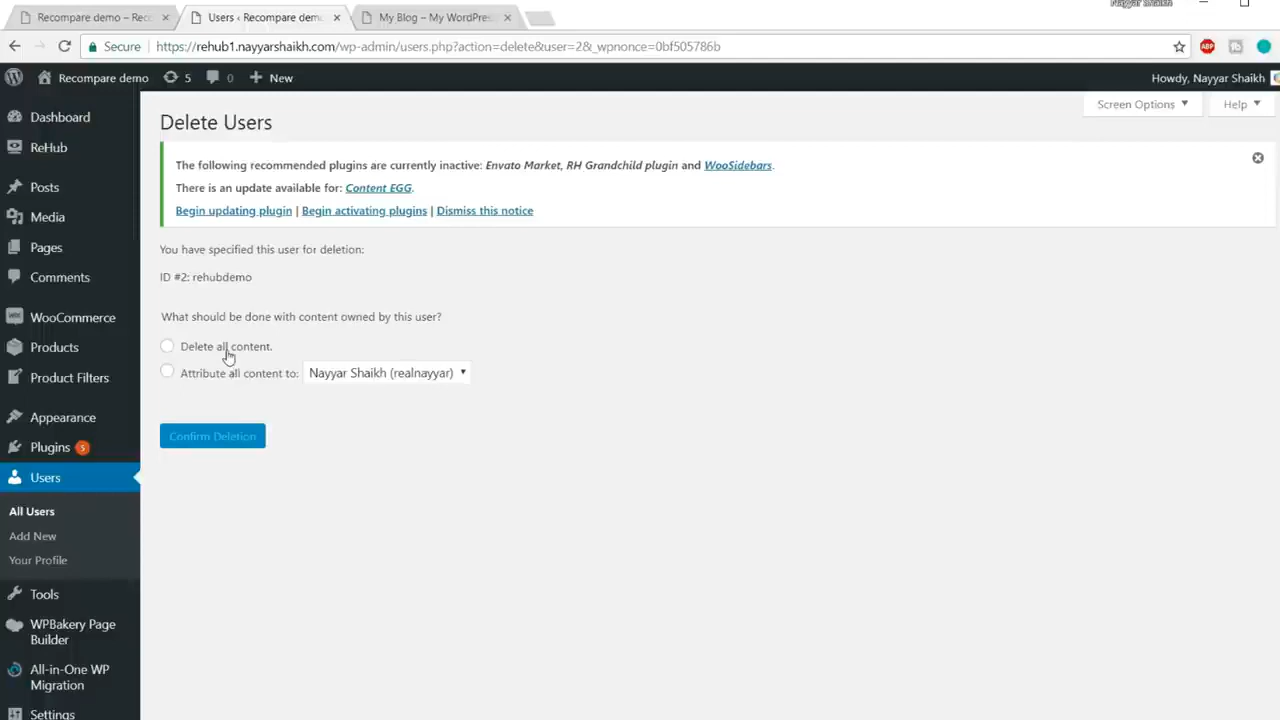 Nayyar Shaikh
Recompare demo – Rec
Users ‹ Recompare demo
My Blog – My WordPres
Secure
https://rehub1.nayyarshaikh.com/wp-admin/users.php?action=delete&user=2&_wpnonce=0bf505786b
ABP
Recompare demo
5
0
New
Howdy, Nayyar Shaikh
Screen Options
Help
Dashboard
ReHub
Posts
Media
Pages
Comments
WooCommerce
Products
Product Filters
Appearance
Plugins 5
Users
All Users
Add New
Your Profile
Tools
WPBakery Page
Builder
All-in-One WP
Migration
Settings
Delete Users
The following recommended plugins are currently inactive: Envato Market, RH Grandchild plugin and WooSidebars.
There is an update available for: Content EGG.
Begin updating plugin | Begin activating plugins | Dismiss this notice
You have specified this user for deletion:
ID #2: rehubdemo
What should be done with content owned by this user?
Delete all content.
Attribute all content to: Nayyar Shaikh (realnayyar)
Confirm Deletion